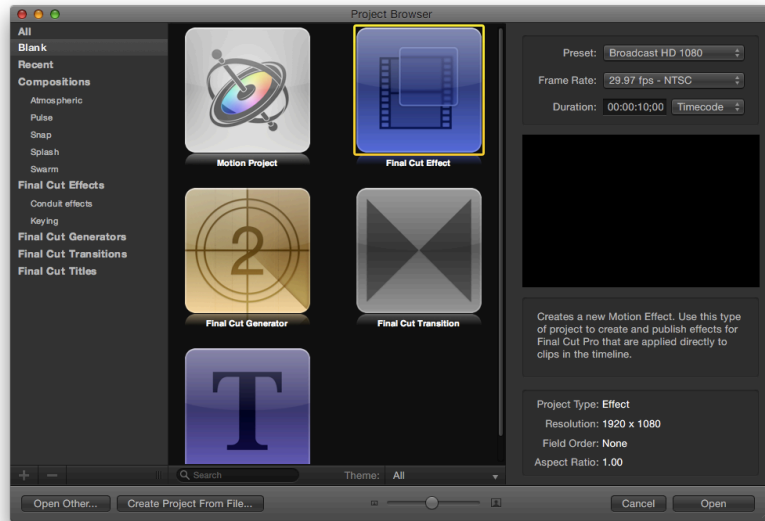 Project Browser
All
Blank
Recent
Compositions
Atmospheric
Pulse
Snap
Splash
Swarm
Final Cut Effects
Conduit effects
Keying
Final Cut Generators
Final Cut Transitions
Final Cut Titles
Motion Project
Final Cut Effect
2
Final Cut Generator
Final Cut Transition
T
Preset: Broadcast HD 1080
Frame Rate: 29.97 fps - NTSC
Duration: 00:00:10;00 Timecode
Creates a new Motion Effect. Use this type
of project to create and publish effects for
Final Cut Pro that are applied directly to
clips in the timeline.
Project Type: Effect
Resolution: 1920 x 1080
Field Order: None
Aspect Ratio: 1.00
Search
Theme: All
Open Other...
Create Project From File...
Cancel
Open